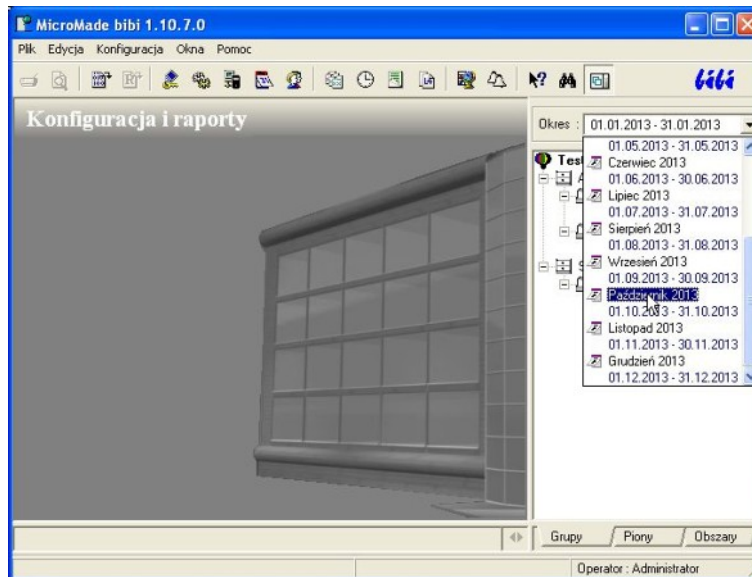 MicroMade bibi 1.10.7.0
Plik Edycja Konfiguracja Okna Pomoc
bibi
Konfiguracja i raporty
Okres : 01.01.2013 - 31.01.2013
01.05.2013 - 31.05.2013
Czerwiec 2013
01.06.2013 - 30.06.2013
Lipiec 2013
01.07.2013 - 31.07.2013
Sierpień 2013
01.08.2013 - 31.08.2013
Wrzesień 2013
01.09.2013 - 30.09.2013
Październik 2013
01.10.2013 - 31.10.2013
Listopad 2013
01.11.2013 - 30.11.2013
Grudzień 2013
01.12.2013 - 31.12.2013
Grupy Piony Obszary
Operator : Administrator